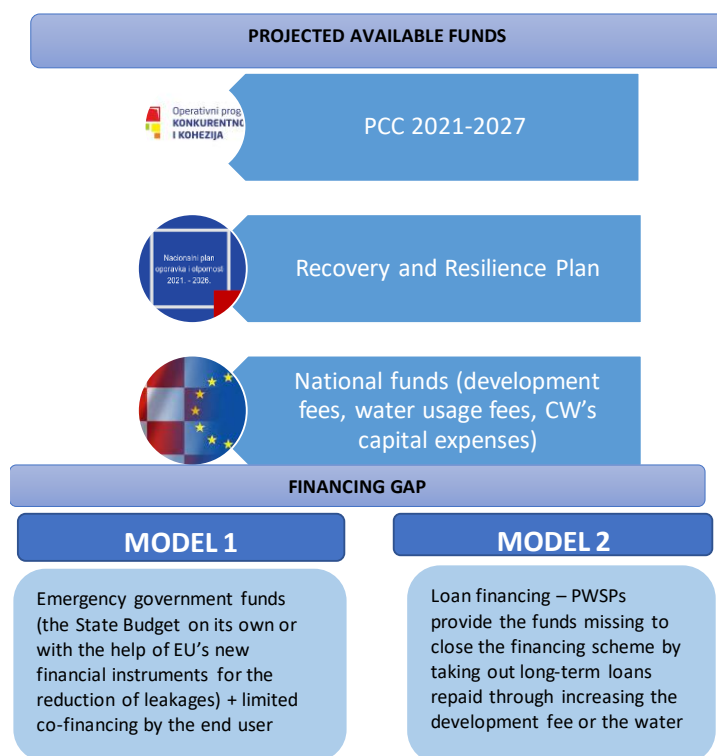 PROJECTED AVAILABLE FUNDS
Operativni prog
KONKURENTNO
I KOHEZIJA
PCC 2021-2027
Nacionalni plan
oporavka i otpornosti
2021. - 2026.
Recovery and Resilience Plan
National funds (development
fees, water usage fees, CW's
capital expenses)
FINANCING GAP
MODEL 1
Emergency government funds
(the State Budget on its own or
with the help of EU's new
financial instruments for the
reduction of leakages) + limited
co-financing by the end user
MODEL 2
Loan financing – PWSPs
provide the funds missing to
close the financing scheme by
taking out long-term loans
repaid through increasing the
development fee or the water